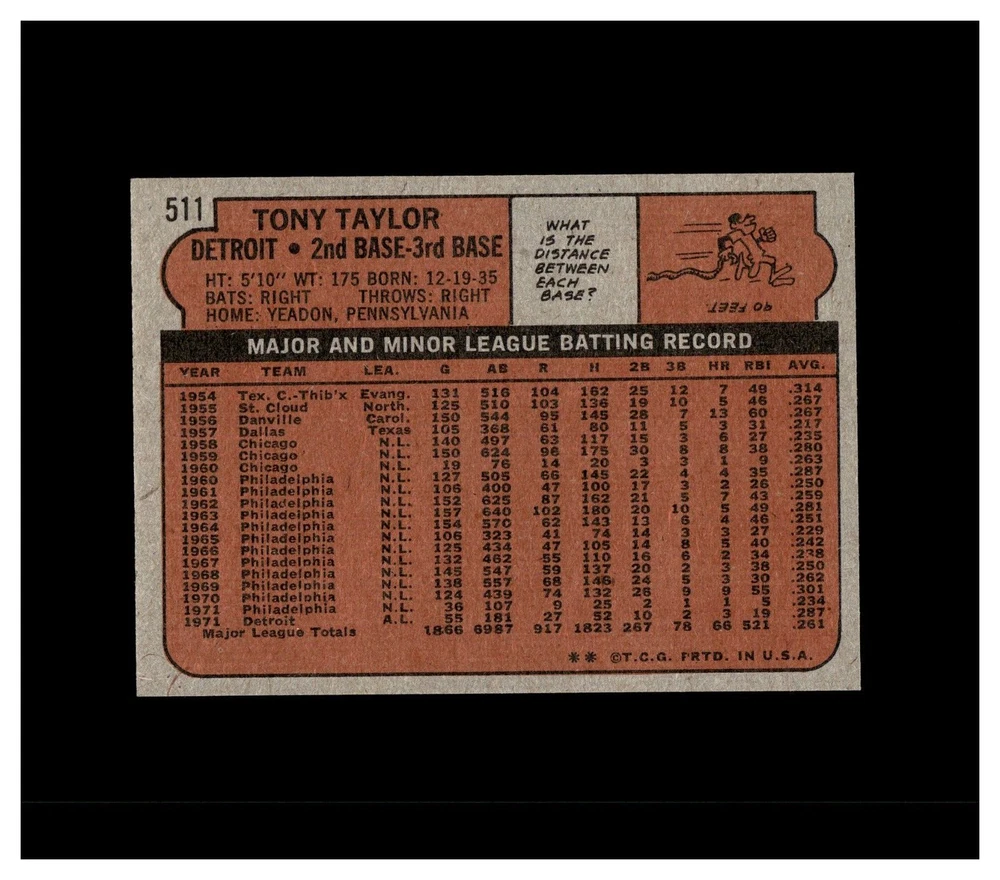 511
TONY TAYLOR
DETROIT • 2nd BASE-3rd BASE
HT: 5'10" WT: 175 BORN: 12-19-35
BATS: RIGHT THROWS: RIGHT
HOME: YEADON, PENNSYLVANIA
WHAT
IS THE
DISTANCE
BETWEEN
EACH
BASE?
90 FEET.
MAJOR AND MINOR LEAGUE BATTING RECORD
YEAR TEAM LEA. G AB R H 2B 3B HR RBI AVG.
1954 Tex. C.-Thib'x Evang. 131 516 104 162 25 12 7 49 .314
1955 St. Cloud North. 125 510 103 136 19 10 5 46 .267
1956 Danville Carol. 150 544 95 145 28 7 13 60 .267
1957 Dallas Texas 105 368 61 80 11 5 3 31 .217
1958 Chicago N.L. 140 497 63 117 15 3 6 27 .235
1959 Chicago N.L. 150 624 96 175 30 8 8 38 .280
1960 Chicago N.L. 19 76 14 20 3 3 1 9 .263
1960 Philadelphia N.L. 127 505 66 145 22 4 4 35 .287
1961 Philadelphia N.L. 106 400 47 100 17 3 2 26 .250
1962 Philadelphia N.L. 152 625 87 162 21 5 7 43 .259
1963 Philadelphia N.L. 157 640 102 180 20 10 5 49 .281
1964 Philadelphia N.L. 154 570 62 143 13 6 4 46 .251
1965 Philadelphia N.L. 106 323 41 74 14 3 3 27 .229
1966 Philadelphia N.L. 125 434 47 105 14 8 5 40 .242
1967 Philadelphia N.L. 132 462 55 110 16 6 2 34 .238
1968 Philadelphia N.L. 145 547 59 137 20 2 3 38 .250
1969 Philadelphia N.L. 138 557 68 146 24 5 3 30 .262
1970 Philadelphia N.L. 124 439 74 132 26 9 9 55 .301
1971 Philadelphia N.L. 36 107 9 25 2 1 1 5 .234
1971 Detroit A.L. 55 181 27 52 10 2 3 19 .287
Major League Totals 1866 6987 917 1823 267 78 66 521 .261
** ©T.C.G. PRTD. IN U.S.A.